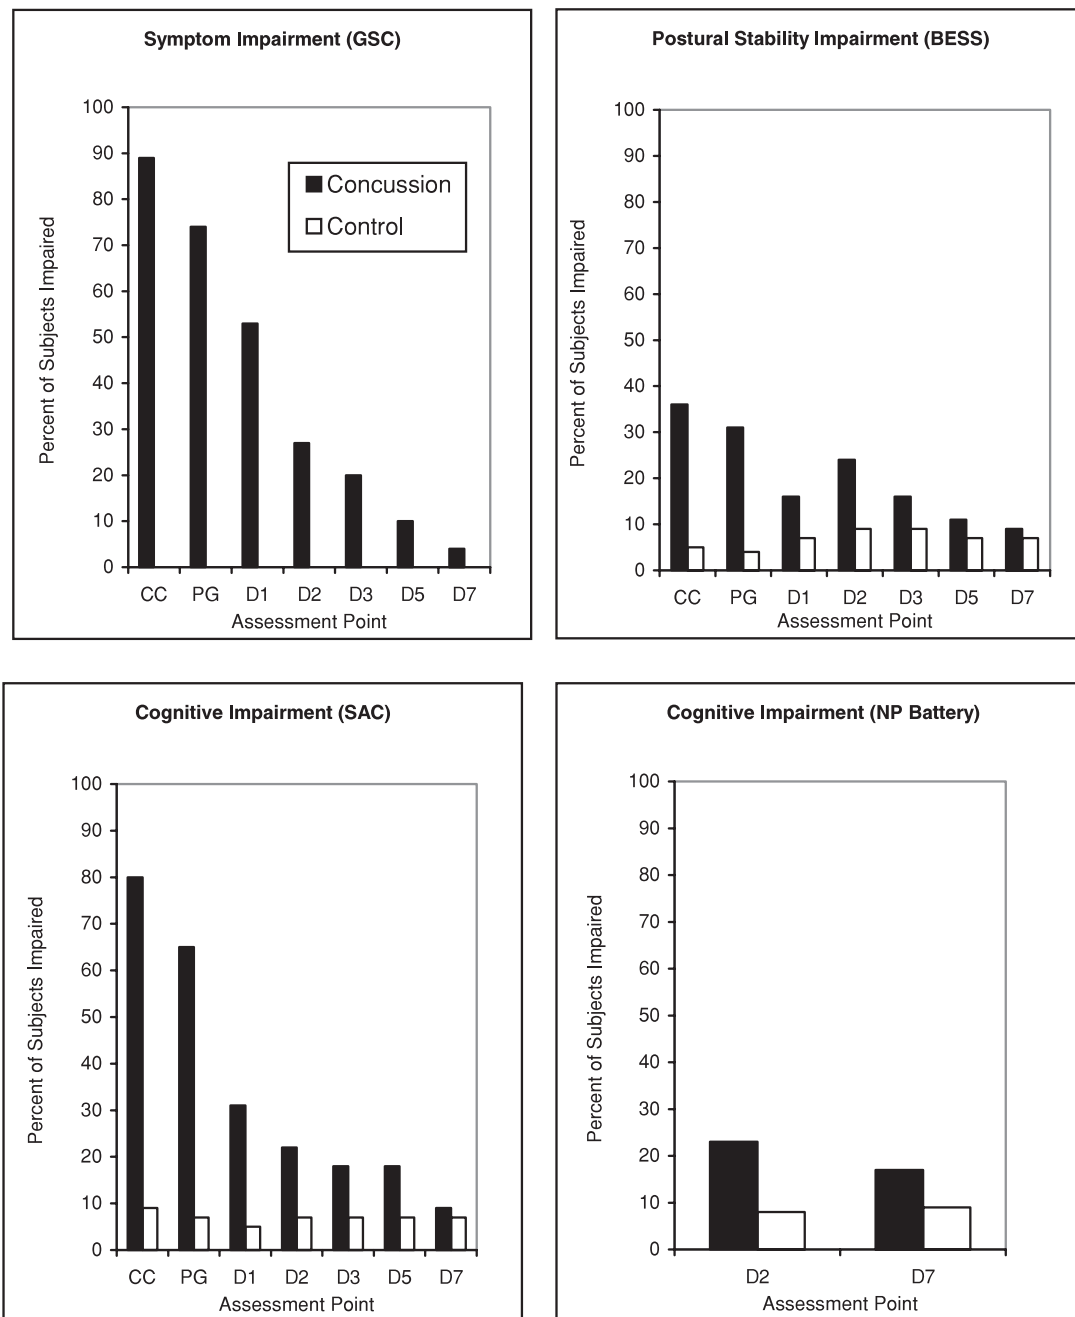 Symptom Impairment (GSC)
100
90
80
70
60
50
40
30
20
10
0
Percent of Subjects Impaired
Concussion
Control
CC PG D1 D2 D3 D5 D7
Assessment Point
Postural Stability Impairment (BESS)
100
90
80
70
60
50
40
30
20
10
0
Percent of Subjects Impaired
CC PG D1 D2 D3 D5 D7
Assessment Point
Cognitive Impairment (SAC)
100
90
80
70
60
50
40
30
20
10
0
Percent of Subjects Impaired
CC PG D1 D2 D3 D5 D7
Assessment Point
Cognitive Impairment (NP Battery)
100
90
80
70
60
50
40
30
20
10
0
Percent of Subjects Impaired
D2 D7
Assessment Point